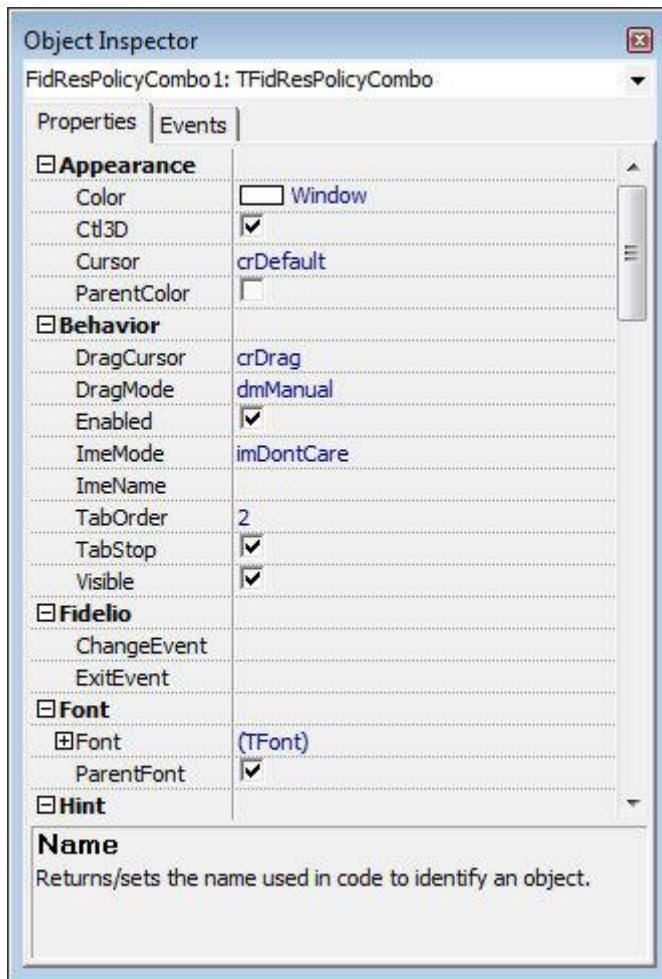 Object Inspector
FidResPolicyCombo1: TFidResPolicyCombo
Properties Events
Appearance
Color Window
Ctl3D
Cursor crDefault
ParentColor
Behavior
DragCursor crDrag
DragMode dmManual
Enabled
ImeMode imDontCare
ImeName
TabOrder 2
TabStop
Visible
Fidelio
ChangeEvent
ExitEvent
Font
Font (TFont)
ParentFont
Hint
Name
Returns/sets the name used in code to identify an object.